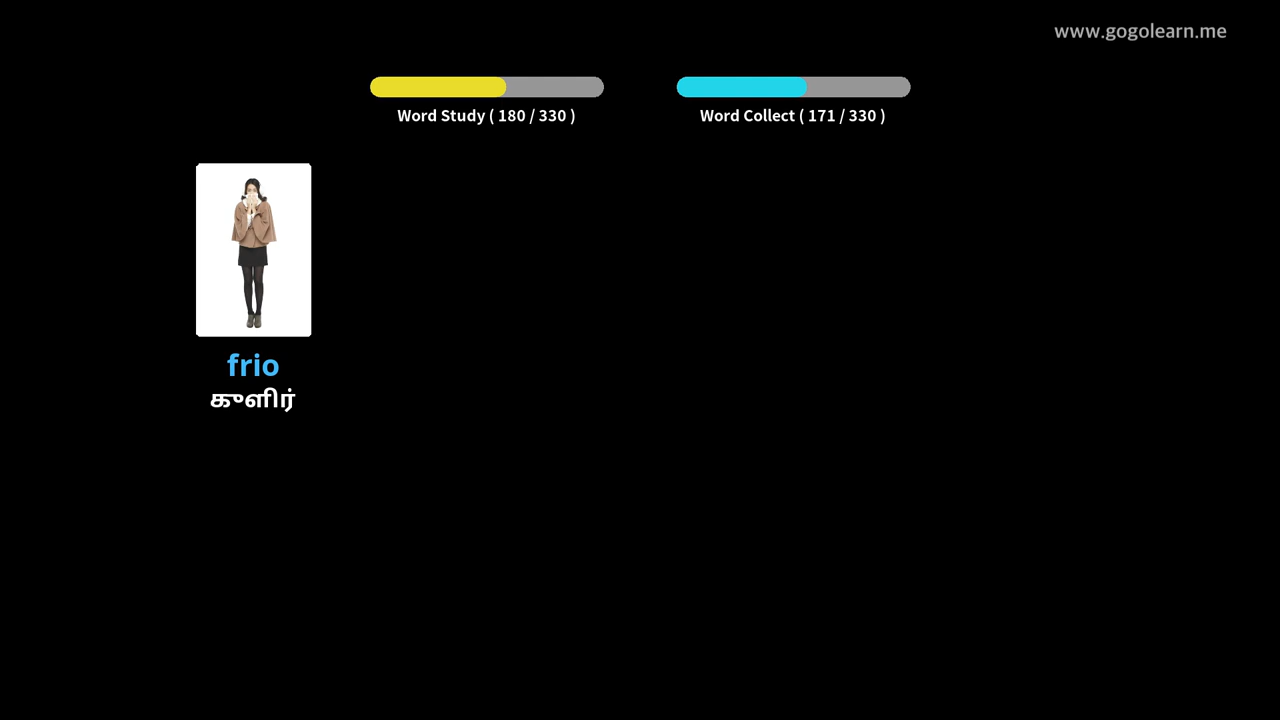 www.gogolearn.me
Word Study ( 180 / 330 )
Word Collect ( 171 / 330 )
frio
குளிர்